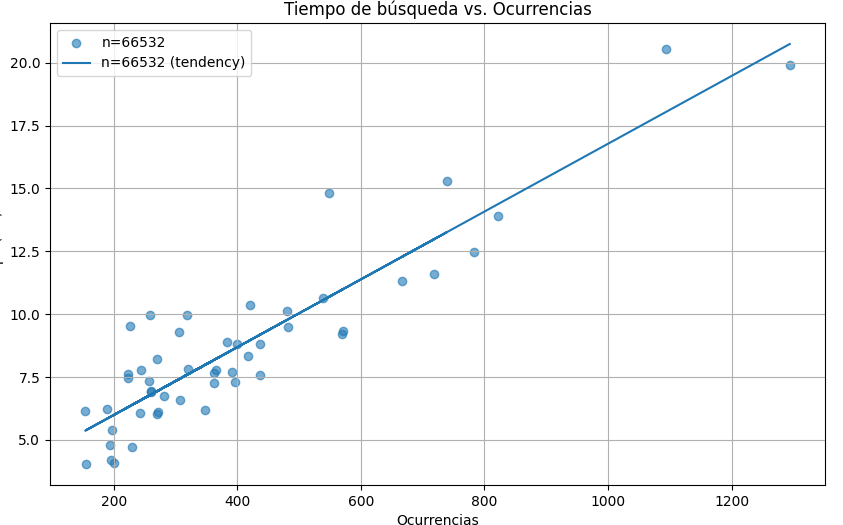 Tiempo de búsqueda vs. Ocurrencias
n=66532
n=66532 (tendency)
20.0
17.5
15.0
12.5
10.0
7.5
5.0
200 400 600 800 1000 1200
Ocurrencias